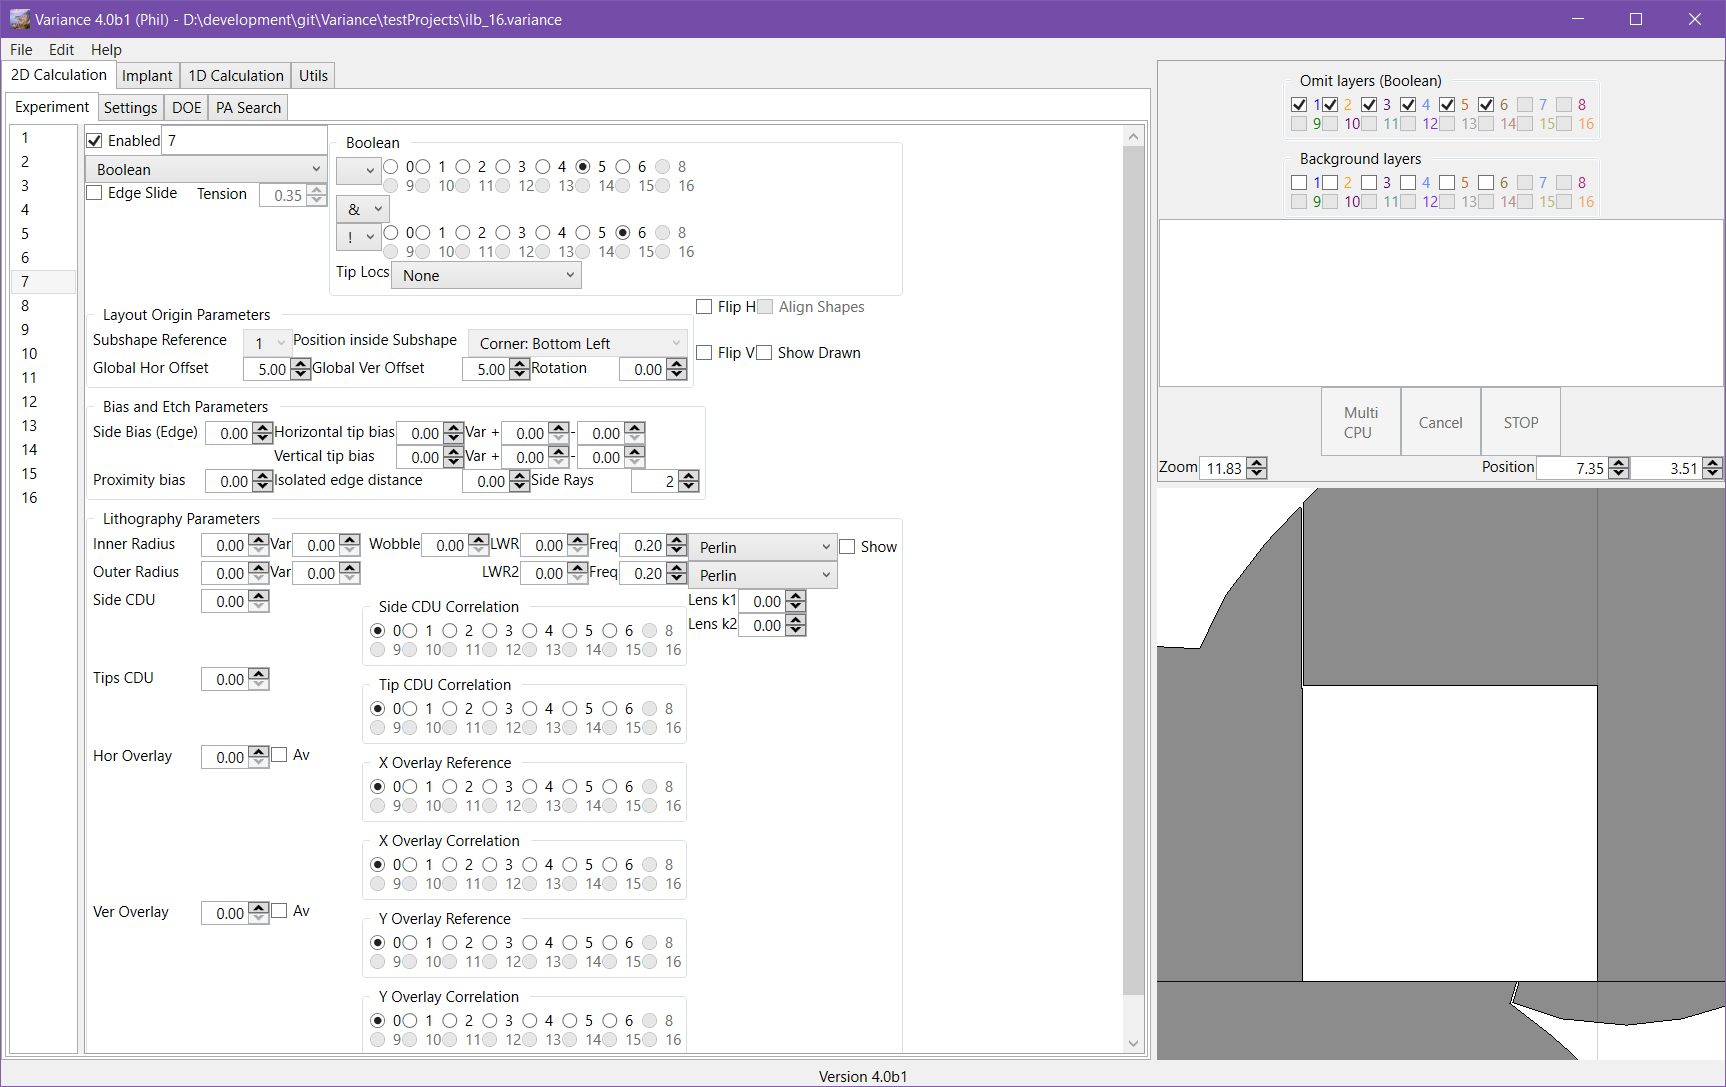 Variance 4.0b1 (Phil) - D:\development\git\Variance\testProjects\ilb_16.variance
File Edit Help
2D Calculation Implant 1D Calculation Utils
Experiment Settings DOE PA Search
1
2
3
4
5
6
7
8
9
10
11
12
13
14
15
16
Enabled 7
Boolean
Edge Slide Tension 0.35
Boolean
0 1 2 3 4 5 6 8
9 10 11 12 13 14 15 16
&
! 0 1 2 3 4 5 6 8
9 10 11 12 13 14 15 16
Tip Locs None
Layout Origin Parameters
Subshape Reference 1 Position inside Subshape Corner: Bottom Left
Global Hor Offset 5.00 Global Ver Offset 5.00 Rotation 0.00
Flip H Align Shapes
Flip V Show Drawn
Bias and Etch Parameters
Side Bias (Edge) 0.00 Horizontal tip bias 0.00 Var + 0.00 - 0.00
Vertical tip bias 0.00 Var + 0.00 - 0.00
Proximity bias 0.00 Isolated edge distance 0.00 Side Rays 2
Lithography Parameters
Inner Radius 0.00 Var 0.00 Wobble 0.00 LWR 0.00 Freq 0.20 Perlin Show
Outer Radius 0.00 Var 0.00 LWR2 0.00 Freq 0.20 Perlin
Side CDU 0.00
Lens k1 0.00
Lens k2 0.00
Side CDU Correlation
0 1 2 3 4 5 6 8
9 10 11 12 13 14 15 16
Tips CDU 0.00
Tip CDU Correlation
0 1 2 3 4 5 6 8
9 10 11 12 13 14 15 16
Hor Overlay 0.00 Av
X Overlay Reference
0 1 2 3 4 5 6 8
9 10 11 12 13 14 15 16
X Overlay Correlation
0 1 2 3 4 5 6 8
9 10 11 12 13 14 15 16
Ver Overlay 0.00 Av
Y Overlay Reference
0 1 2 3 4 5 6 8
9 10 11 12 13 14 15 16
Y Overlay Correlation
0 1 2 3 4 5 6 8
9 10 11 12 13 14 15 16
Omit layers (Boolean)
1 2 3 4 5 6 7 8
9 10 11 12 13 14 15 16
Background layers
1 2 3 4 5 6 7 8
9 10 11 12 13 14 15 16
Multi
CPU
Cancel
STOP
Zoom 11.83 Position 7.35 3.51
Version 4.0b1